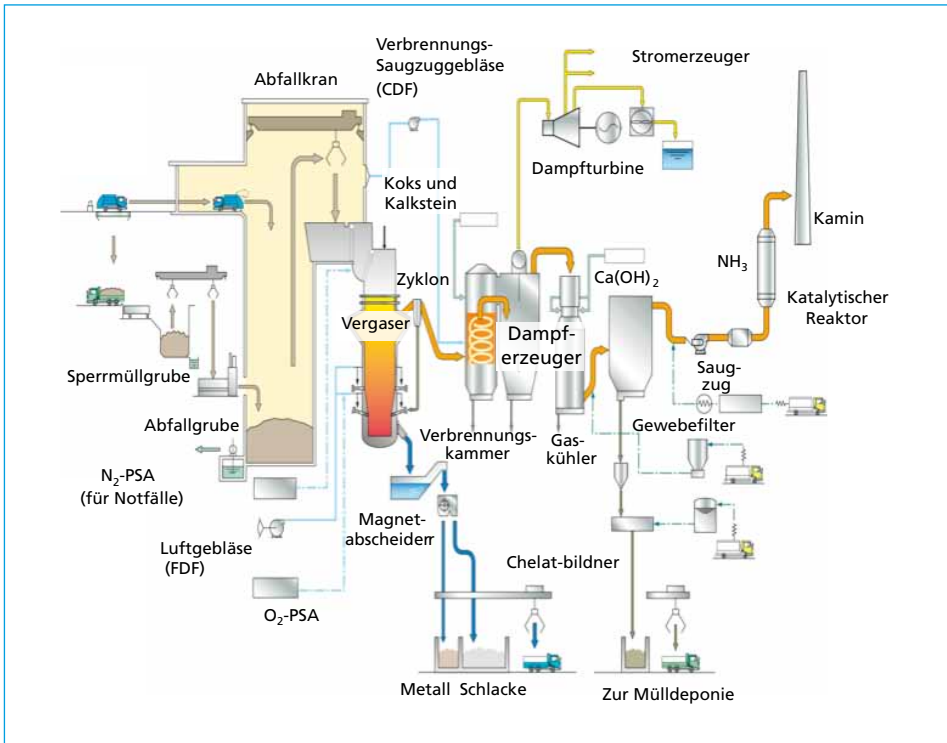 Verbrennungs-
Saugzuggebläse
(CDF)
Stromerzeuger
Abfallkran
Dampfturbine
Koks und
Kalkstein
Kamin
Zyklon
NH3
Ca(OH)2
Katalytischer
Reaktor
Vergaser
Dampf-
erzeuger
Sperrmüllgrube
Saug-
zug
Abfallgrube
Verbrennungs-
kammer
Gas-
kühler
Gewebefilter
N2-PSA
(für Notfälle)
Magnet-
abscheiderr
Luftgebläse
(FDF)
Chelat-bildner
O2-PSA
Metall Schlacke
Zur Mülldeponie